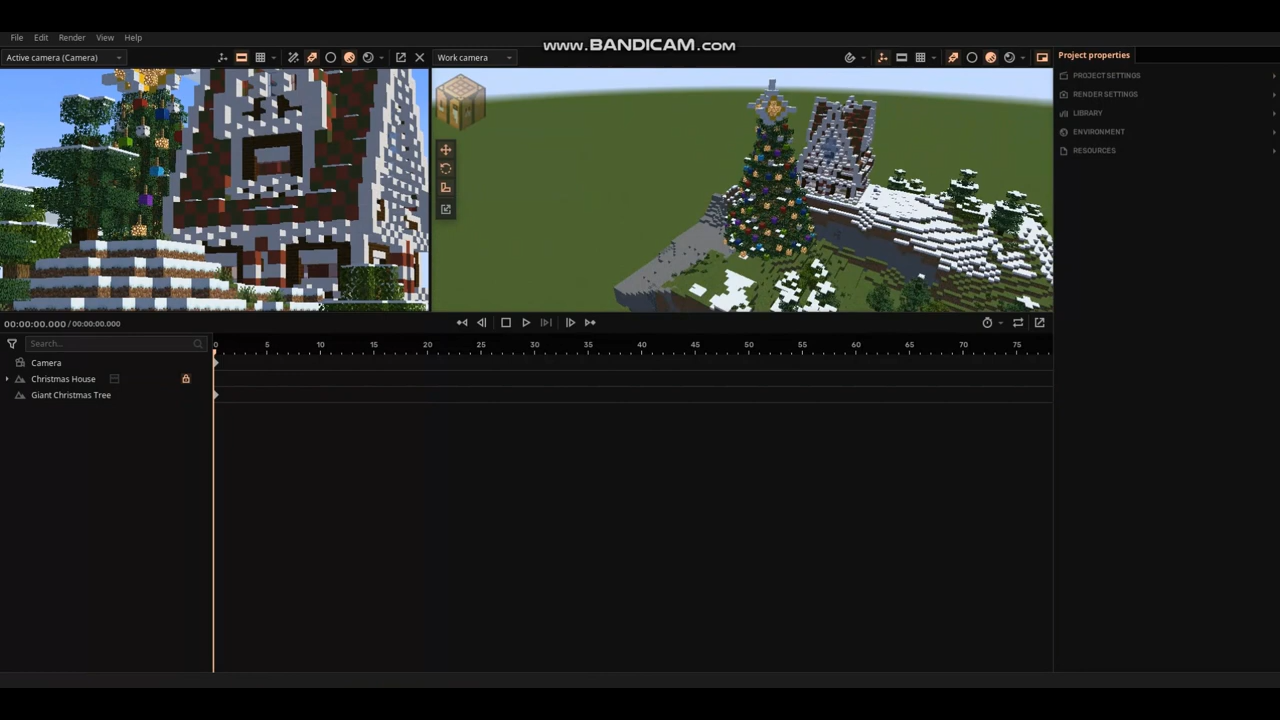 www.BANDICAM.com
File Edit Render View Help
Active camera (Camera)
Work camera
Project properties
PROJECT SETTINGS
RENDER SETTINGS
LIBRARY
ENVIRONMENT
RESOURCES
00:00:00.000 / 00:00:00.000
Search...
0 5 10 15 20 25 30 35 40 45 50 55 60 65 70 75
Camera
Christmas House
Giant Christmas Tree